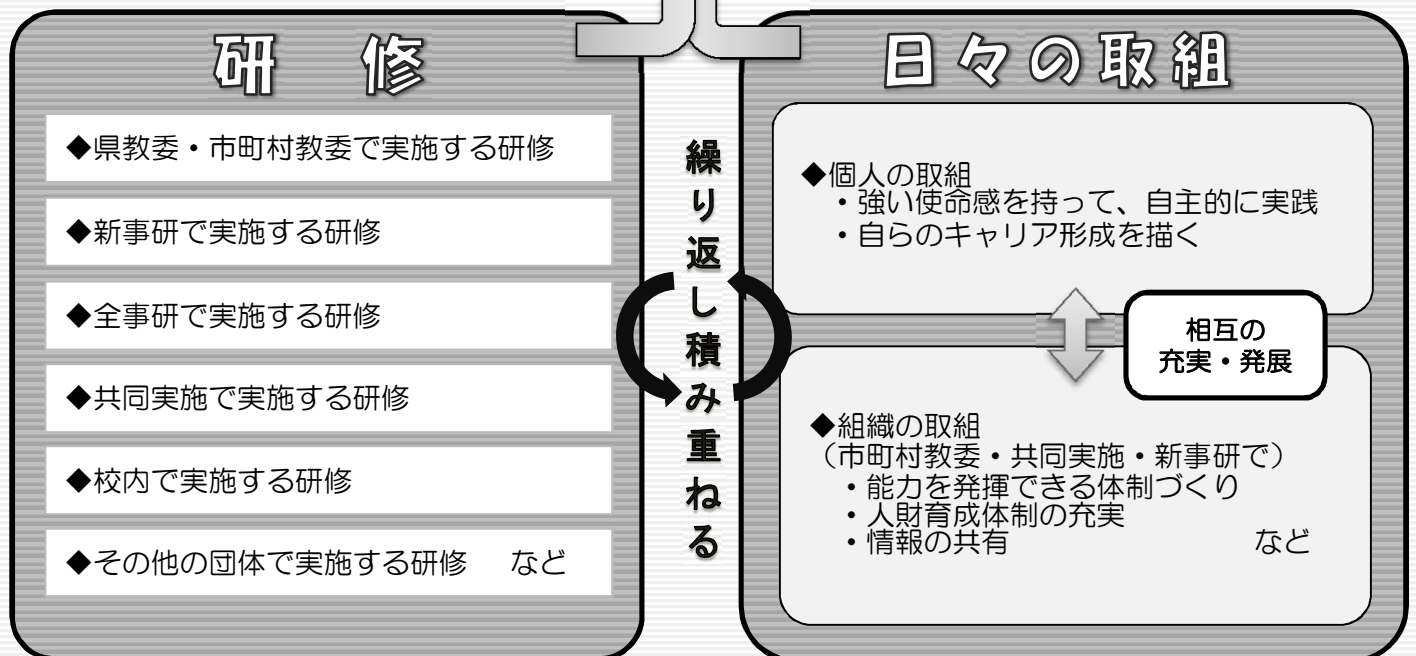 研 修
◆県教委・市町村教委で実施する研修
◆新事研で実施する研修
◆全事研で実施する研修
◆共同実施で実施する研修
◆校内で実施する研修
◆その他の団体で実施する研修 など
繰り返し積み重ねる
日々の取組
◆個人の取組
・強い使命感を持って、自主的に実践
・自らのキャリア形成を描く
相互の
充実・発展
◆組織の取組
（市町村教委・共同実施・新事研で）
・能力を発揮できる体制づくり
・人財育成体制の充実
・情報の共有 など